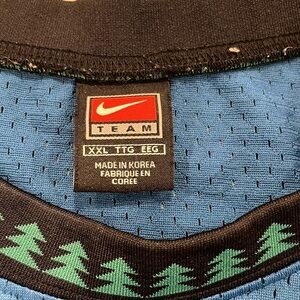 TEAM
XXL TTG EEG
MADE IN KOREA
FABRIQUE EN
COREE